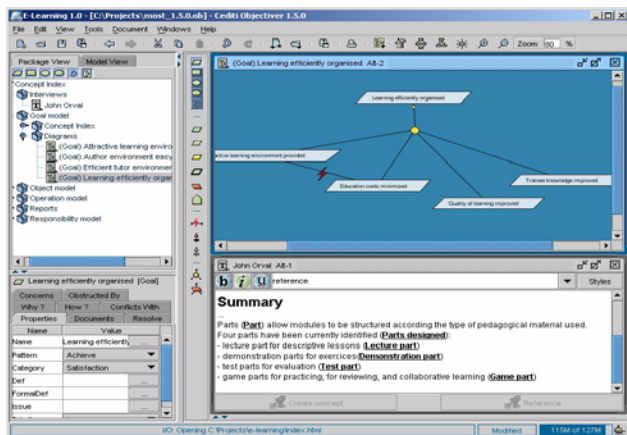 E-Learning 1.0 - [C:\Projects\most_1.5.0.ob] - Cediti Objectiver 1.5.0
File Edit View Tools Document Windows Help
Zoom: %
Package View Model View
Concept Index
Interviews
John Orval
Goal model
Concept Index
Diagrams
(Goal) Attractive learning enviro
(Goal) Author environment easy
(Goal) Efficient tutor environmen
(Goal) Learning efficiently organ
Object model
Operation model
Reports
Responsibility model
(Goal) Learning efficiently organised Alt-2
Learning efficiently organised
active learning environment provided
Education costs minimised
Trainee knowledge improved
Quality of learning improved
Learning efficiently organised [Goal]
Concerns Obstructed By
Why ? How ? Conflicts With
Properties Documents Resolve
Name Value
Name Learning efficiently ...
Pattern Achieve
Category Satisfaction
Def ...
FormalDef ...
Issue ...
John Orval Alt-1
b i u reference Styles
Summary
...
Parts (Part) allow modules to be structured according the type of pedagogical material used.
Four parts have been currently identified (Parts designed):
- lecture part for descriptive lessons (Lecture part)
- demonstration parts for exercices(Demonstration part)
- test parts for evaluation (Test part)
- game parts for practicing, for reviewing, and collaborative learning (Game part)
Create concept Reference
I/O: Opening C:\Projects\e-learning\index.html Modified 115M of 127M